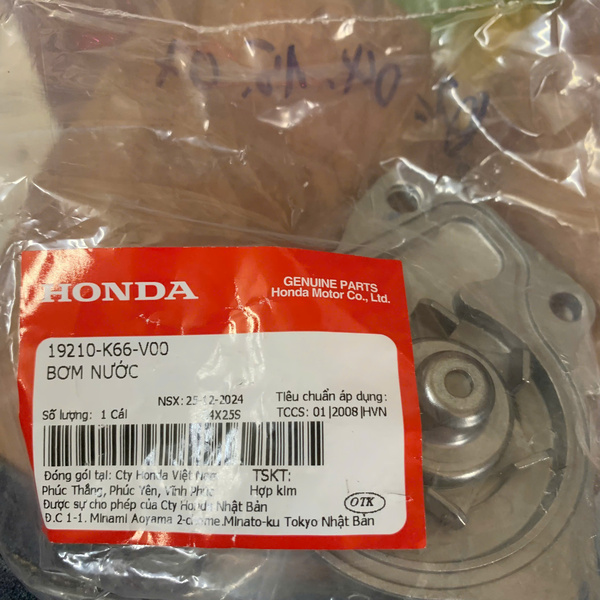 HONDA
GENUINE PARTS
Honda Motor Co., Ltd.
19210-K66-V00
BƠM NƯỚC
NSX: 25-12-2024
Tiêu chuẩn áp dụng:
Số lượng: 1 Cái
4X25S
TCCS: 01|2008|HVN
Đóng gói tại: Cty Honda Việt Nam
TSKT:
Phúc Thắng, Phúc Yên, Vĩnh Phúc
Hợp kim
Được sự cho phép của Cty Honda Nhật Bản
OTK
Đ.C 1-1. Minami Aoyama 2-chome.Minato-ku Tokyo Nhật Bản